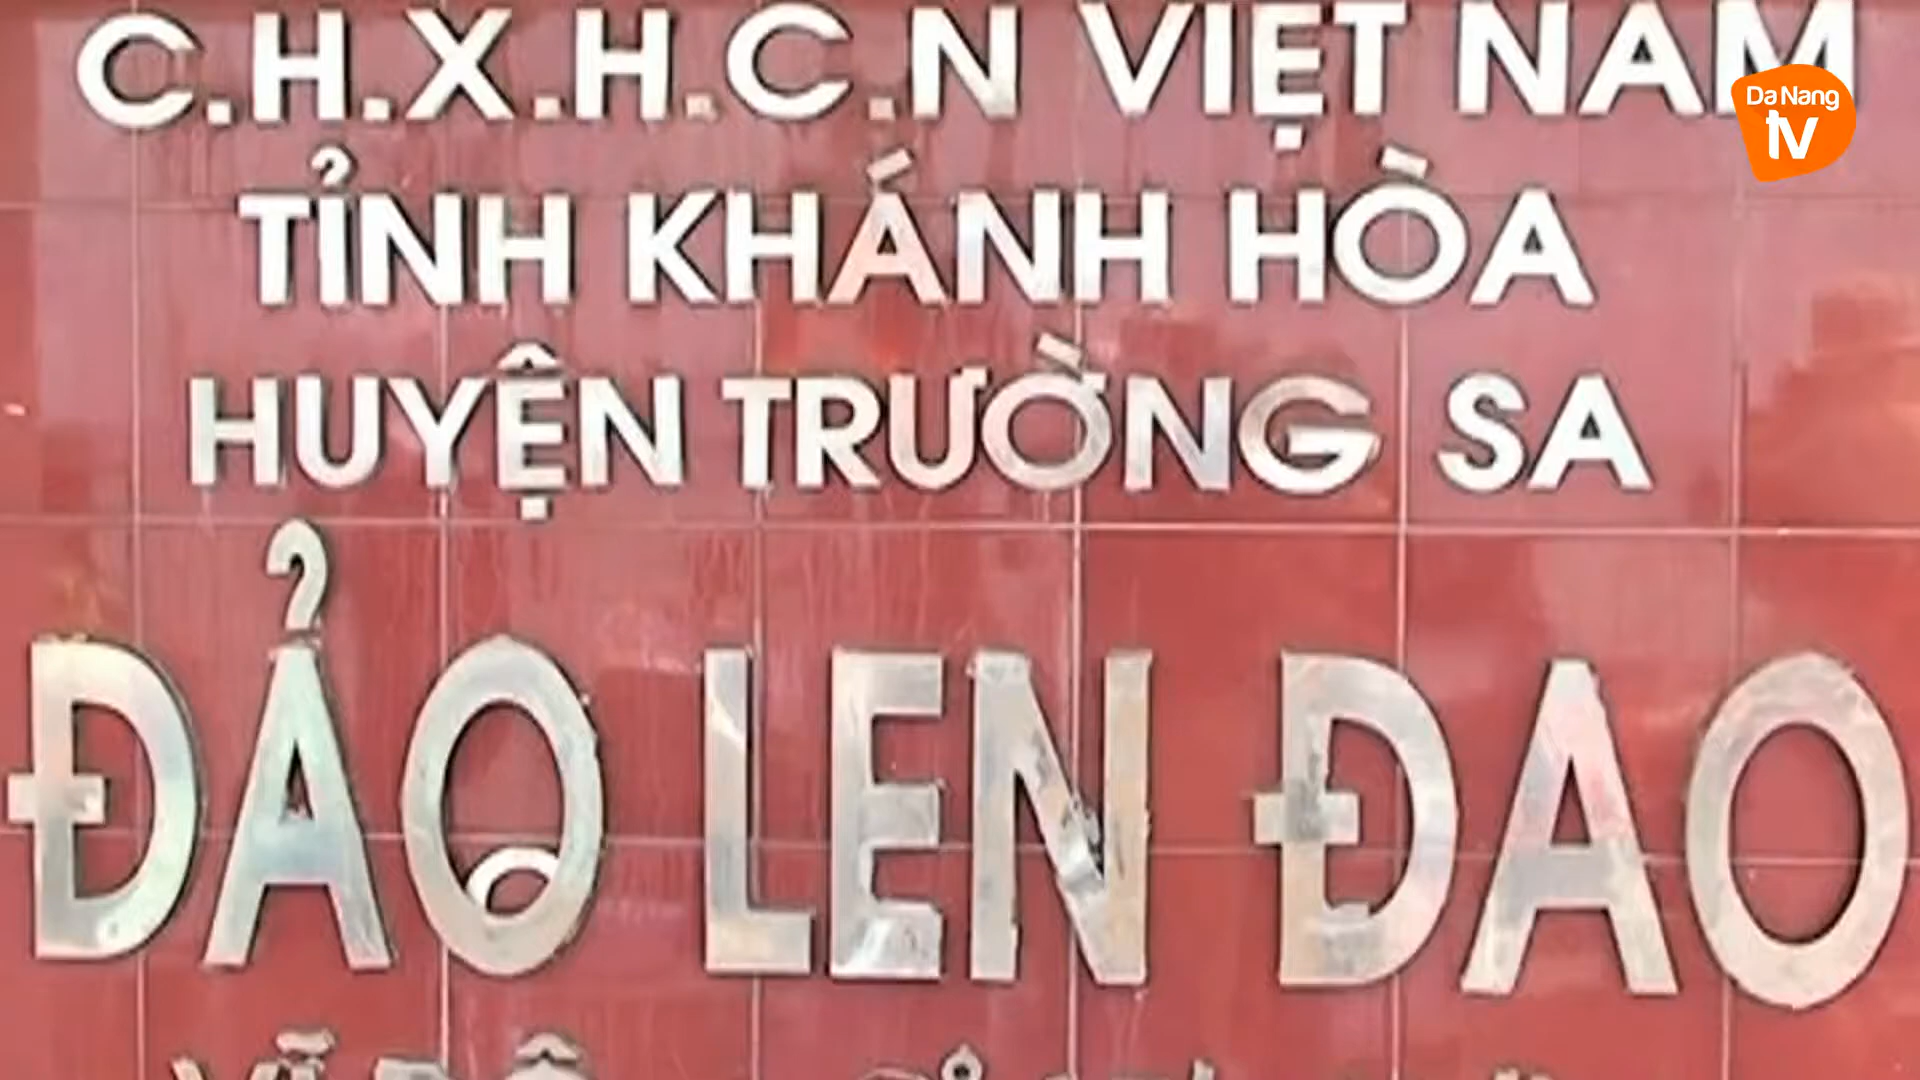 C.H.X.H.C.N VIỆT NAM
Da Nang
tv
TỈNH KHÁNH HÒA
HUYỆN TRƯỜNG SA
ĐẢO LEN ĐAO